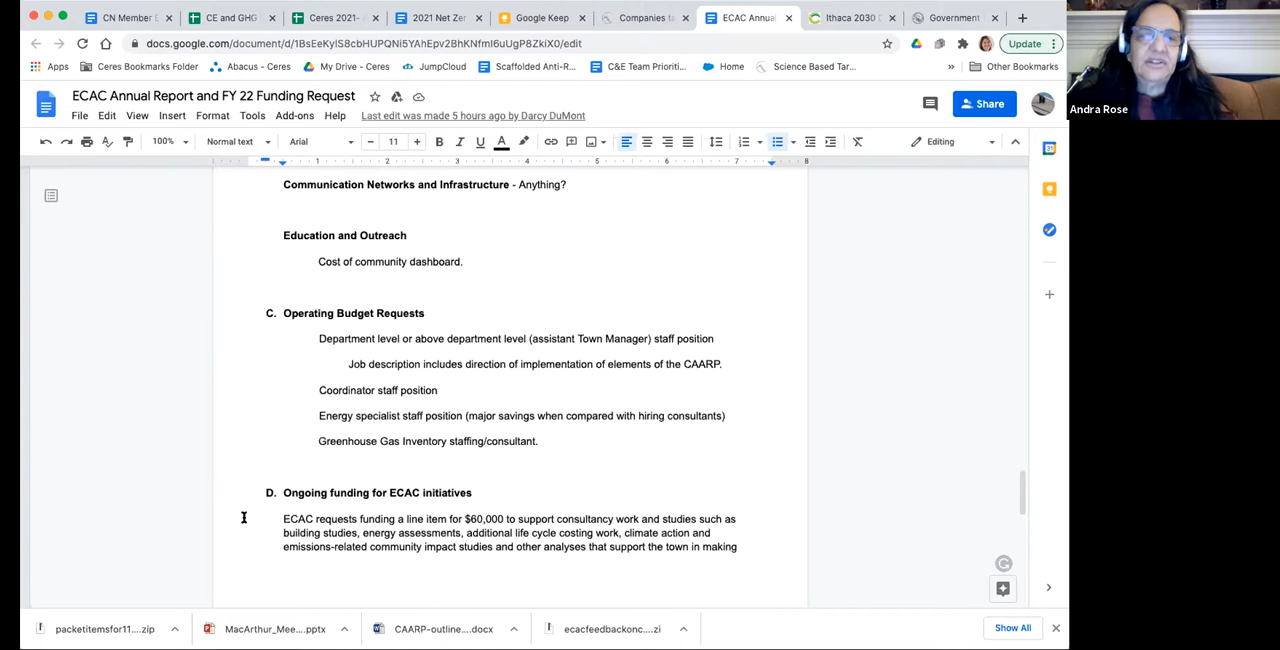 CN Member E
CE and GHG
Ceres 2021-
2021 Net Zer
Google Keep
Companies ta
ECAC Annual
Ithaca 2030 D
Government
docs.google.com/document/d/1BsEeKylS8cbHUPQNi5YAhEpv2BhKNfmI6uUgP8ZkiX0/edit
Update
Apps
Ceres Bookmarks Folder
Abacus - Ceres
My Drive - Ceres
JumpCloud
Scaffolded Anti-R...
C&E Team Prioriti...
Home
Science Based Tar...
»
Other Bookmarks
ECAC Annual Report and FY 22 Funding Request
Share
Andra Rose
File Edit View Insert Format Tools Add-ons Help Last edit was made 5 hours ago by Darcy DuMont
100% Normal text Arial - 11 + B I U A Editing
1 2 3 4 5 6 7 8
Communication Networks and Infrastructure - Anything?
Education and Outreach
Cost of community dashboard.
C. Operating Budget Requests
Department level or above department level (assistant Town Manager) staff position
Job description includes direction of implementation of elements of the CAARP.
Coordinator staff position
Energy specialist staff position (major savings when compared with hiring consultants)
Greenhouse Gas Inventory staffing/consultant.
D. Ongoing funding for ECAC initiatives
ECAC requests funding a line item for $60,000 to support consultancy work and studies such as
building studies, energy assessments, additional life cycle costing work, climate action and
emissions-related community impact studies and other analyses that support the town in making
packetitemsfor11....zip
MacArthur_Mee....pptx
CAARP-outline....docx
ecacfeedbackonc....zi
Show All